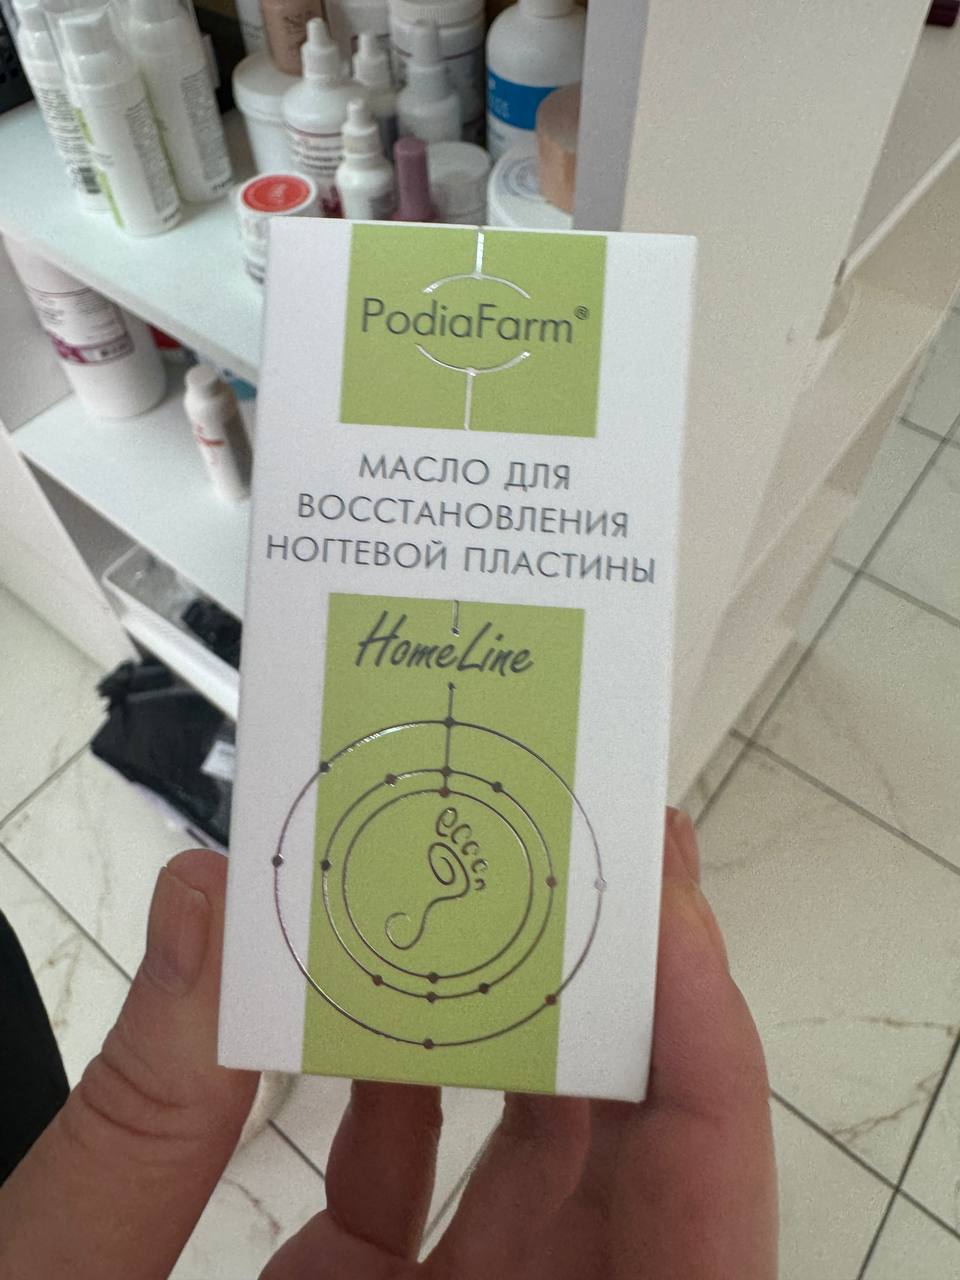 PodiaFarm®
МАСЛО ДЛЯ
ВОССТАНОВЛЕНИЯ
НОГТЕВОЙ ПЛАСТИНЫ
HomeLine